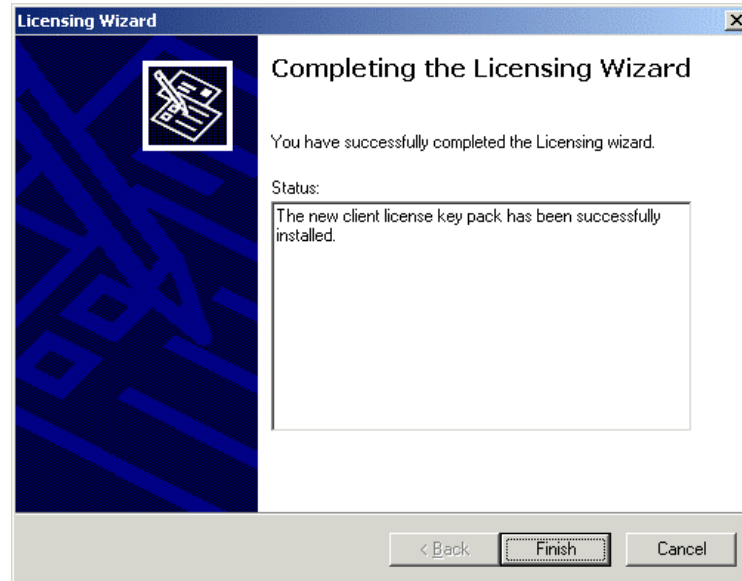 Licensing Wizard
Completing the Licensing Wizard
You have successfully completed the Licensing wizard.
Status:
The new client license key pack has been successfully
installed.
< Back Finish Cancel